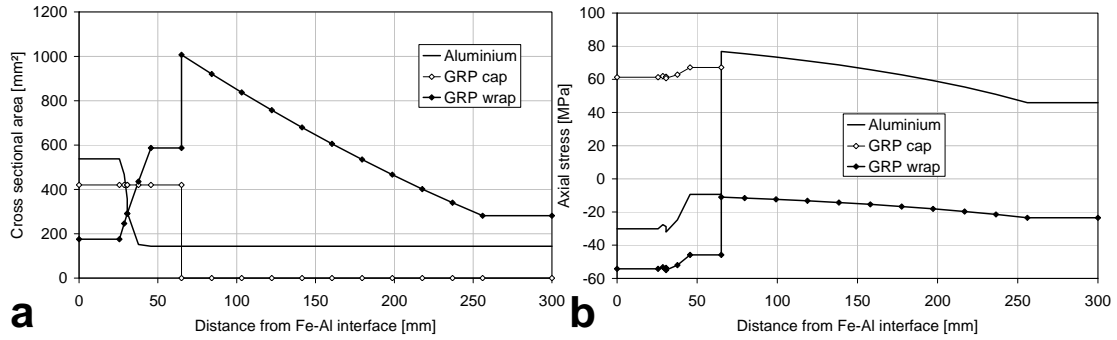 1200
1000
800
600
400
200
0
0 50 100 150 200 250 300
Cross sectional area [mm²]
Distance from Fe-Al interface [mm]
Aluminium
GRP cap
GRP wrap
a
80
60
40
20
0
-20
-40
-60
0 50 100 150 200 250 300
Axial stress [MPa]
Distance from Fe-Al interface [mm]
Aluminium
GRP cap
GRP wrap
b